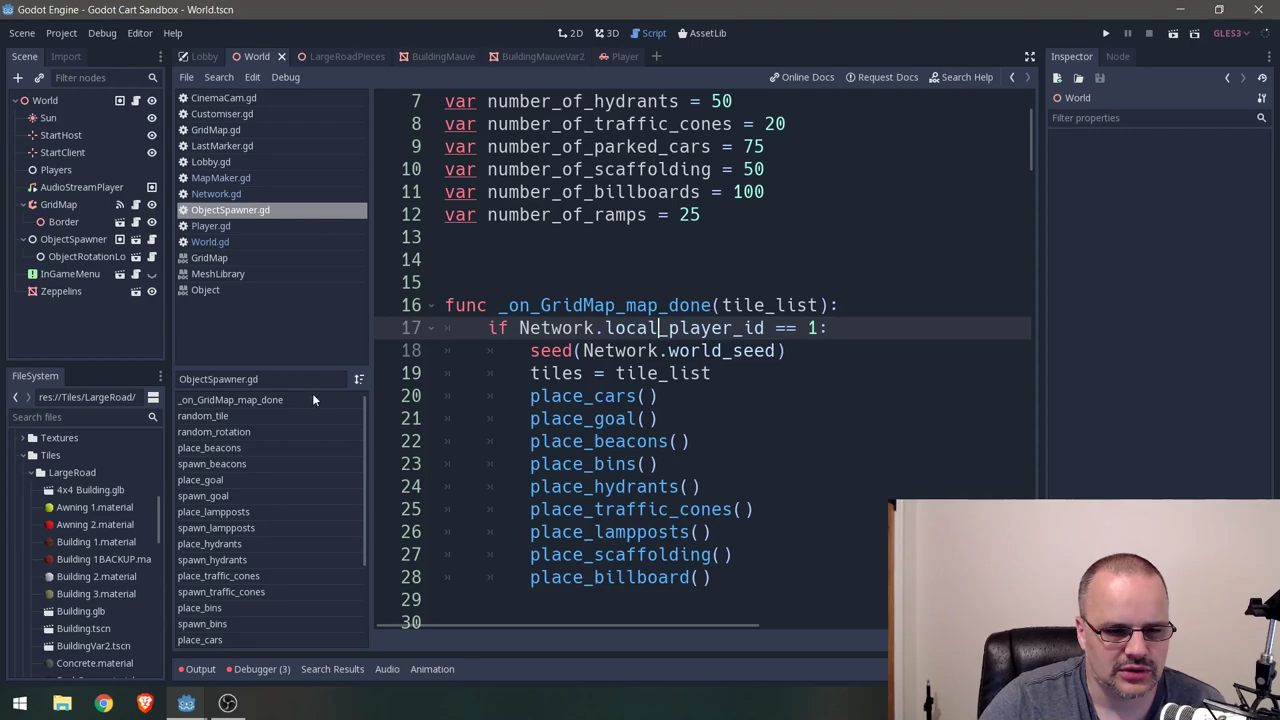 Godot Engine - Godot Cart Sandbox - World.tscn
Scene Project Debug Editor Help
2D 3D Script AssetLib
GLES3
Scene Import
Lobby World LargeRoadPieces BuildingMauve BuildingMauveVar2 Player
Inspector Node
Filter nodes
File Search Edit Debug
Online Docs Request Docs Search Help
World
Filter properties
World
Sun
StartHost
StartClient
Players
AudioStreamPlayer
GridMap
Border
ObjectSpawner
ObjectRotationLo
InGameMenu
Zeppelins
CinemaCam.gd
Customiser.gd
GridMap.gd
LastMarker.gd
Lobby.gd
MapMaker.gd
Network.gd
ObjectSpawner.gd
Player.gd
World.gd
GridMap
MeshLibrary
Object
ObjectSpawner.gd
_on_GridMap_map_done
random_tile
random_rotation
place_beacons
spawn_beacons
place_goal
spawn_goal
place_lampposts
spawn_lampposts
place_hydrants
spawn_hydrants
place_traffic_cones
spawn_traffic_cones
place_bins
spawn_bins
place_cars
FileSystem
res://Tiles/LargeRoad/
Search files
Textures
Tiles
LargeRoad
4x4 Building.glb
Awning 1.material
Awning 2.material
Building 1.material
Building 1BACKUP.ma
Building 2.material
Building 3.material
Building.glb
Building.tscn
BuildingVar2.tscn
Concrete.material
7 var number_of_hydrants = 50
8 var number_of_traffic_cones = 20
9 var number_of_parked_cars = 75
10 var number_of_scaffolding = 50
11 var number_of_billboards = 100
12 var number_of_ramps = 25
13
14
15
16 func _on_GridMap_map_done(tile_list):
17 if Network.local_player_id == 1:
18 seed(Network.world_seed)
19 tiles = tile_list
20 place_cars()
21 place_goal()
22 place_beacons()
23 place_bins()
24 place_hydrants()
25 place_traffic_cones()
26 place_lampposts()
27 place_scaffolding()
28 place_billboard()
29
30
Output Debugger (3) Search Results Audio Animation